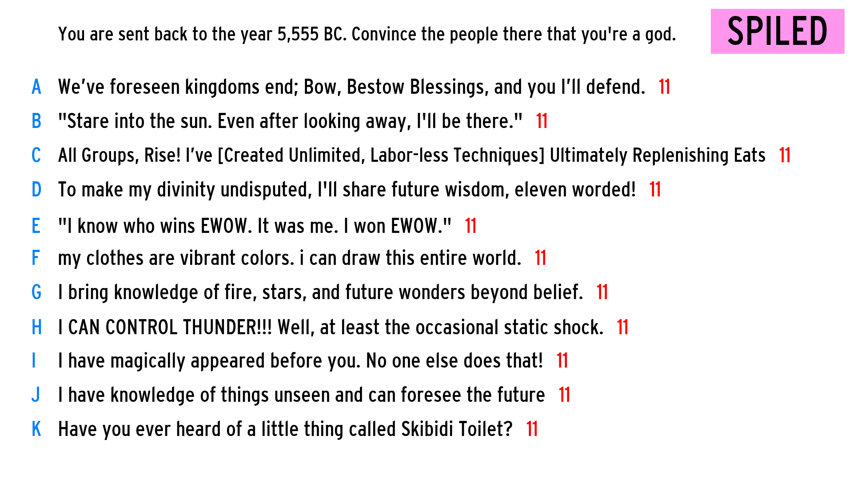 You are sent back to the year 5,555 BC. Convince the people there that you're a god.
SPILED
A We've foreseen kingdoms end; Bow, Bestow Blessings, and you I'll defend. 11
B "Stare into the sun. Even after looking away, I'll be there." 11
C All Groups, Rise! I've [Created Unlimited, Labor-less Techniques] Ultimately Replenishing Eats 11
D To make my divinity undisputed, I'll share future wisdom, eleven worded! 11
E "I know who wins EWOW. It was me. I won EWOW." 11
F my clothes are vibrant colors. i can draw this entire world. 11
G I bring knowledge of fire, stars, and future wonders beyond belief. 11
H I CAN CONTROL THUNDER!!! Well, at least the occasional static shock. 11
I I have magically appeared before you. No one else does that! 11
J I have knowledge of things unseen and can foresee the future 11
K Have you ever heard of a little thing called Skibidi Toilet? 11